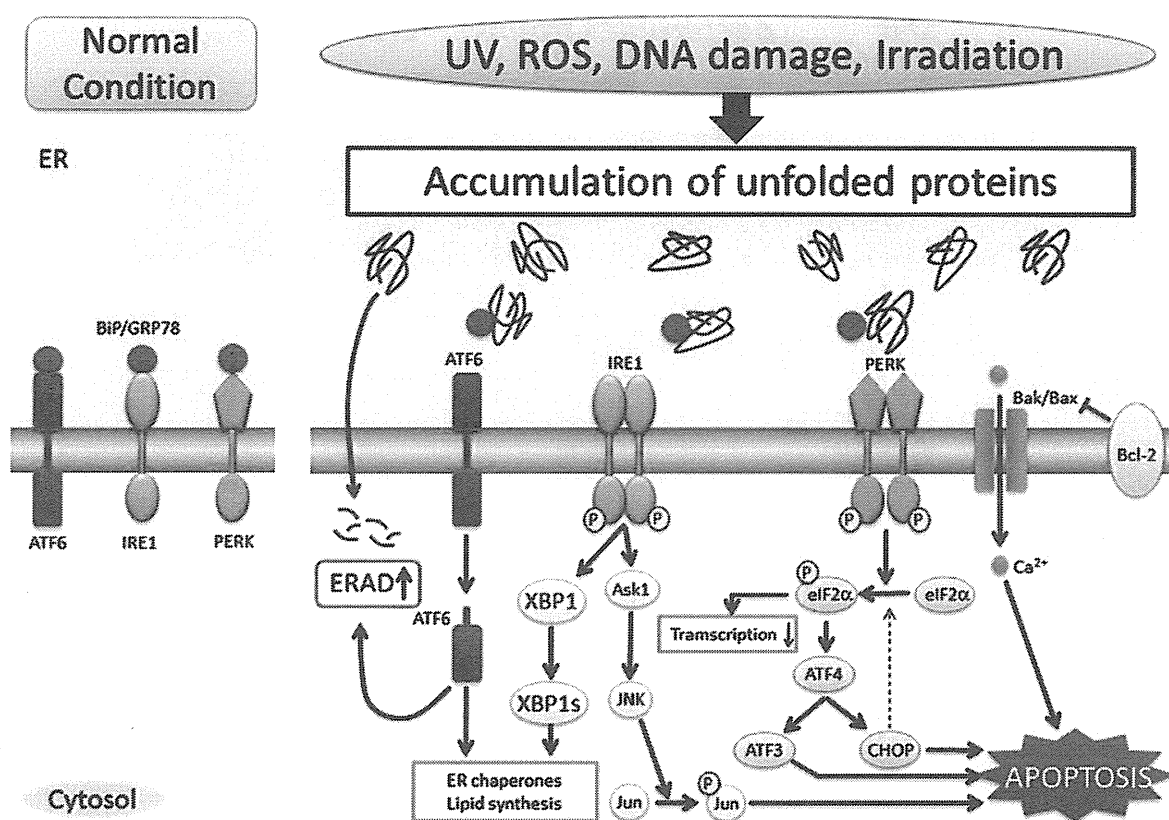 Normal
Condition
UV, ROS, DNA damage, Irradiation
ER
Accumulation of unfolded proteins
BiP/GRP78
ATF6
IRE1
PERK
Bak/Bax
Bcl-2
P
P
P
P
ATF6
IRE1
PERK
Ca²⁺
ERAD
XBP1
Ask1
P
eIF2α
eIF2α
ATF6
Tramscription
ATF4
XBP1s
JNK
ATF3
CHOP
APOPTOSIS
ER chaperones
Lipid synthesis
P
Jun
Jun
Cytosol